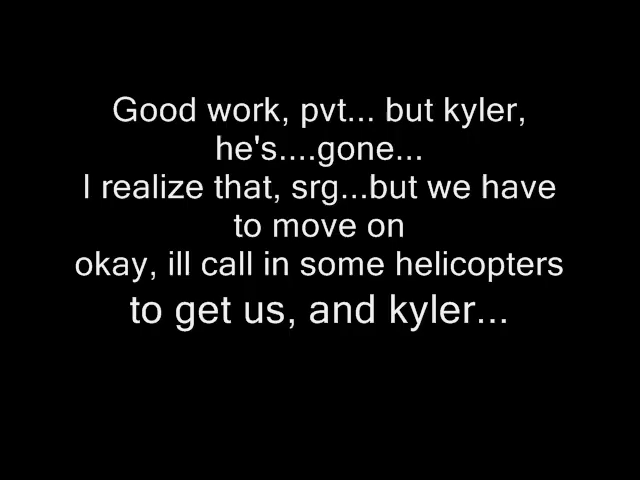 Good work, pvt... but kyler,
he's....gone...
I realize that, srg...but we have
to move on
okay, ill call in some helicopters
to get us, and kyler...